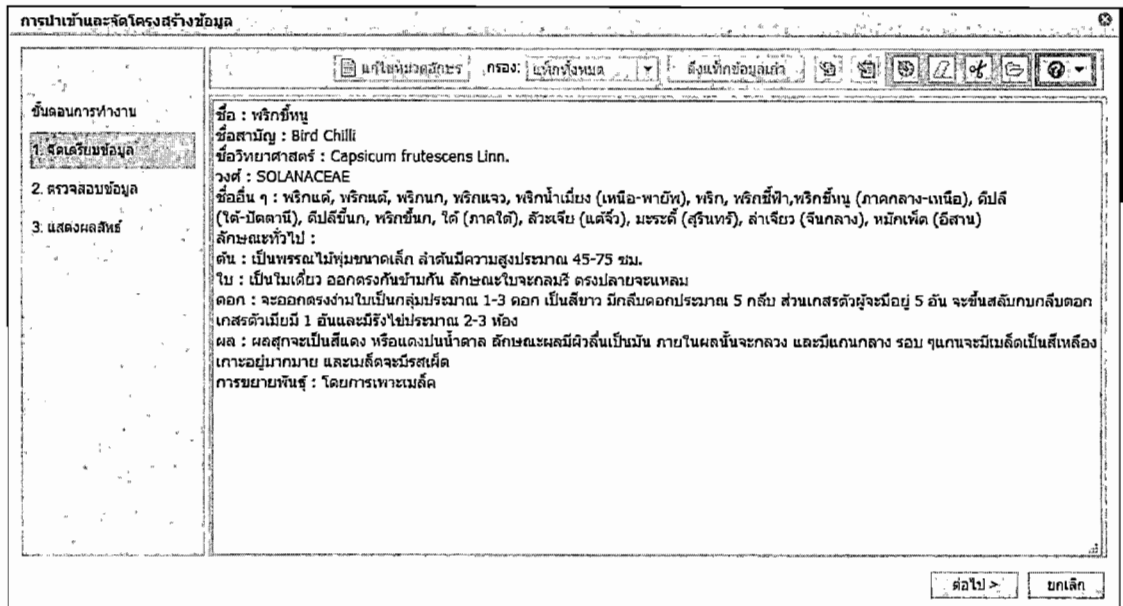 การนำเข้าและจัดโครงสร้างข้อมูล
แก้ไขหมวดอักษร กรอง: แท็กทั้งหมด ดึงแท็กข้อมูลเก่า
ขั้นตอนการทำงาน
1. จัดเตรียมข้อมูล
2. ตรวจสอบข้อมูล
3. แสดงผลลัพธ์
ชื่อ : พริกขี้หนู
ชื่อสามัญ : Bird Chilli
ชื่อวิทยาศาสตร์ : Capsicum frutescens Linn.
วงศ์ : SOLANACEAE
ชื่ออื่น ๆ : พริกแด้, พริกแต้, พริกนก, พริกแจว, พริกน้ำเมี่ยง (เหนือ-พายัพ), พริก, พริกชี้ฟ้า,พริกขี้หนู (ภาคกลาง-เหนือ), ดีปลี
(ใต้-ปัตตานี), ดีปลีขี้นก, พริกขี้นก, ใต้ (ภาคใต้), ลัวะเจีย (แต้จิ๋ว), มะระตี้ (สุรินทร์), ล่าเจียว (จีนกลาง), หมักเพ็ด (อีสาน)
ลักษณะทั่วไป :
ต้น : เป็นพรรณไม้พุ่มขนาดเล็ก ลำต้นมีความสูงประมาณ 45-75 ซม.
ใบ : เป็นใบเดี่ยว ออกตรงกันข้ามกัน ลักษณะใบจะกลมรี ตรงปลายจะแหลม
ดอก : จะออกตรงง่ามใบเป็นกลุ่มประมาณ 1-3 ดอก เป็นสีขาว มีกลีบดอกประมาณ 5 กลีบ ส่วนเกสรตัวผู้จะมีอยู่ 5 อัน จะขึ้นสลับกบกลีบดอก
เกสรตัวเมียมี 1 อันและมีรังไข่ประมาณ 2-3 ห้อง
ผล : ผลสุกจะเป็นสีแดง หรือแดงปนน้ำตาล ลักษณะผลมีผิวลื่นเป็นมัน ภายในผลนั้นจะกลวง และมีแกนกลาง รอบ ๆแกนจะมีเมล็ดเป็นสีเหลือง
เกาะอยู่มากมาย และเมล็ดจะมีรสเผ็ด
การขยายพันธุ์ : โดยการเพาะเมล็ด
ต่อไป > ยกเลิก